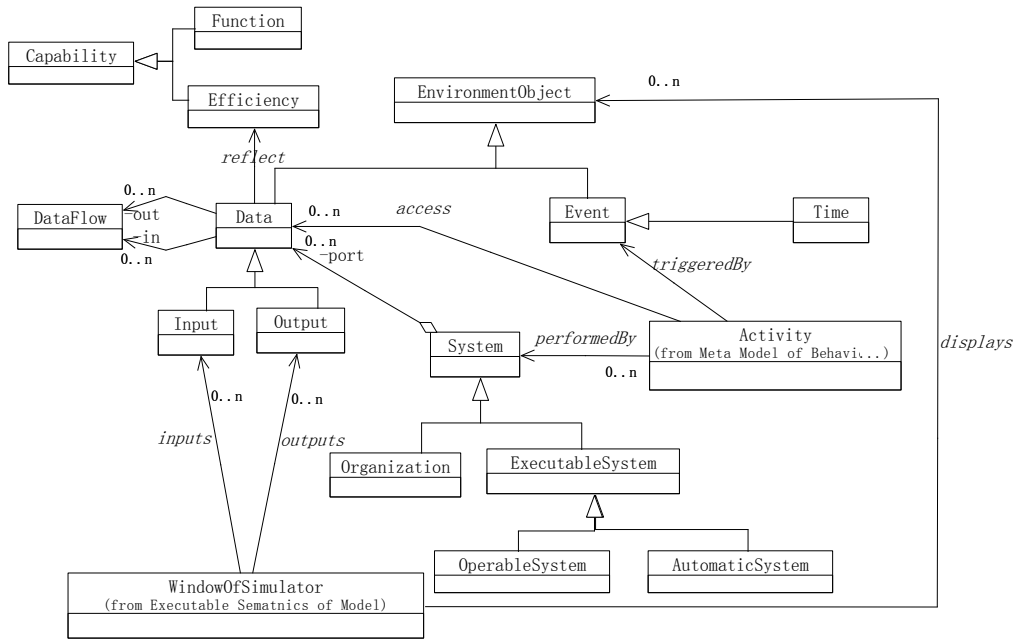 Function
Capability
Efficiency
EnvironmentObject
0..n
reflect
0..n
DataFlow
-out
-in
0..n
Data
0..n
access
0..n
-port
Event
Time
triggeredBy
Input
Output
System
performedBy
0..n
Activity
(from Meta Model of Behavi...)
displays
0..n
0..n
inputs
outputs
Organization
ExecutableSystem
OperableSystem
AutomaticSystem
WindowOfSimulator
(from Executable Sematnics of Model)